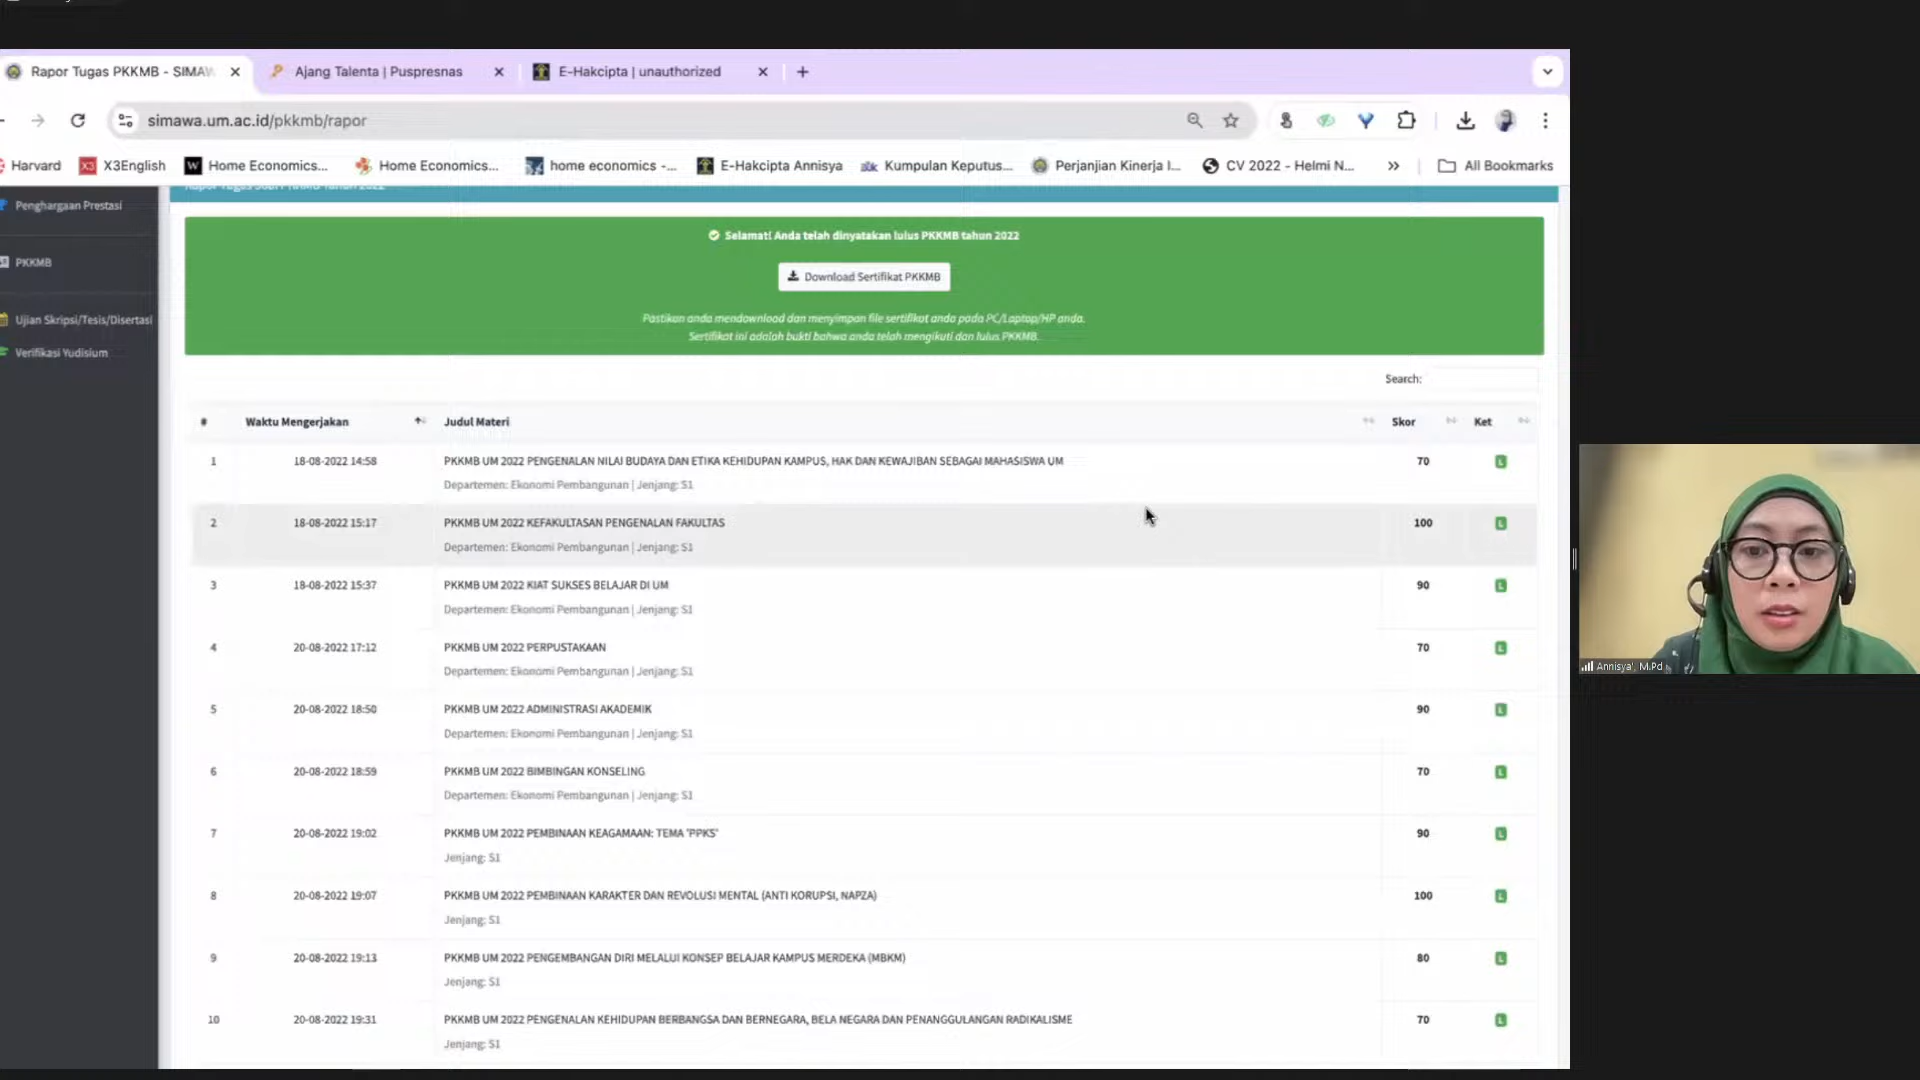 Rapor Tugas PKKMB - SIMAW
Ajang Talenta | Puspresnas
E-Hakcipta | unauthorized
simawa.um.ac.id/pkkmb/rapor
Harvard
X3English
Home Economics...
Home Economics...
home economics -...
E-Hakcipta Annisya
Kumpulan Keputus...
Perjanjian Kinerja I...
CV 2022 - Helmi N...
All Bookmarks
Penghargaan Prestasi
PKKMB
Ujian Skripsi/Tesis/Disertasi
Verifikasi Yudisium
Selamat! Anda telah dinyatakan lulus PKKMB tahun 2022
Download Sertifikat PKKMB
Pastikan anda mendownload dan menyimpan file sertifikat anda pada PC/Laptop/HP anda.
Sertifikat ini adalah bukti bahwa anda telah mengikuti dan lulus PKKMB.
Search:
# Waktu Mengerjakan Judul Materi Skor Ket
1 18-08-2022 14:58 PKKMB UM 2022 PENGENALAN NILAI BUDAYA DAN ETIKA KEHIDUPAN KAMPUS, HAK DAN KEWAJIBAN SEBAGAI MAHASISWA UM 70 L
Departemen: Ekonomi Pembangunan | Jenjang: S1
2 18-08-2022 15:17 PKKMB UM 2022 KEFAKULTASAN PENGENALAN FAKULTAS 100 L
Departemen: Ekonomi Pembangunan | Jenjang: S1
3 18-08-2022 15:37 PKKMB UM 2022 KIAT SUKSES BELAJAR DI UM 90 L
Departemen: Ekonomi Pembangunan | Jenjang: S1
4 20-08-2022 17:12 PKKMB UM 2022 PERPUSTAKAAN 70 L
Departemen: Ekonomi Pembangunan | Jenjang: S1
5 20-08-2022 18:50 PKKMB UM 2022 ADMINISTRASI AKADEMIK 90 L
Departemen: Ekonomi Pembangunan | Jenjang: S1
6 20-08-2022 18:59 PKKMB UM 2022 BIMBINGAN KONSELING 70 L
Departemen: Ekonomi Pembangunan | Jenjang: S1
7 20-08-2022 19:02 PKKMB UM 2022 PEMBINAAN KEAGAMAAN: TEMA "PPKS" 90 L
Jenjang: S1
8 20-08-2022 19:07 PKKMB UM 2022 PEMBINAAN KARAKTER DAN REVOLUSI MENTAL (ANTI KORUPSI, NAPZA) 100 L
Jenjang: S1
9 20-08-2022 19:13 PKKMB UM 2022 PENGEMBANGAN DIRI MELALUI KONSEP BELAJAR KAMPUS MERDEKA (MBKM) 80 L
Jenjang: S1
10 20-08-2022 19:31 PKKMB UM 2022 PENGENALAN KEHIDUPAN BERBANGSA DAN BERNEGARA, BELA NEGARA DAN PENANGGULANGAN RADIKALISME 70 L
Jenjang: S1
Annisya', M.Pd